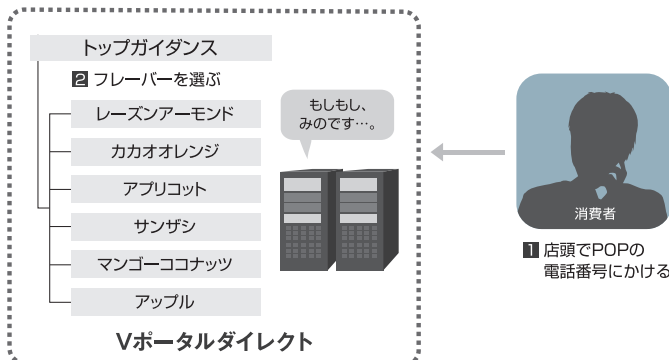 トップガイダンス
2 フレーバーを選ぶ
レーズンアーモンド
カカオオレンジ
アプリコット
サンザシ
マンゴーココナッツ
アップル
もしもし、
みのです…。
Vポータルダイレクト
消費者
1 店頭でPOPの
電話番号にかける